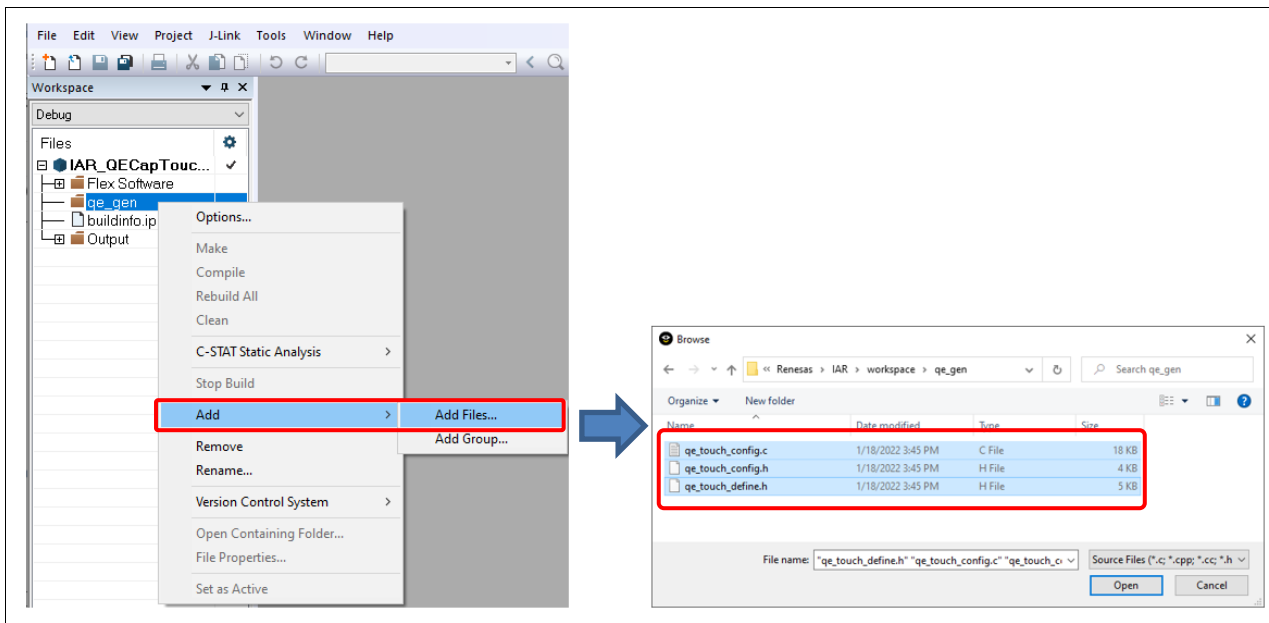 File Edit View Project J-Link Tools Window Help
Workspace
Debug
Files
IAR_QECapTouc...
Flex Software
qe_gen
buildinfo.ip
Output
Options...
Make
Compile
Rebuild All
Clean
C-STAT Static Analysis
Stop Build
Add
Add Files...
Add Group...
Remove
Rename...
Version Control System
Open Containing Folder...
File Properties...
Set as Active
Browse
« Renesas > IAR > workspace > qe_gen
Search qe_gen
Organize
New folder
Name Date modified Type Size
qe_touch_config.c 1/18/2022 3:45 PM C File 18 KB
qe_touch_config.h 1/18/2022 3:45 PM H File 4 KB
qe_touch_define.h 1/18/2022 3:45 PM H File 5 KB
File name: "qe_touch_define.h" "qe_touch_config.c" "qe_touch_c
Source Files (*.c; *.cpp; *.cc; *.h
Open Cancel